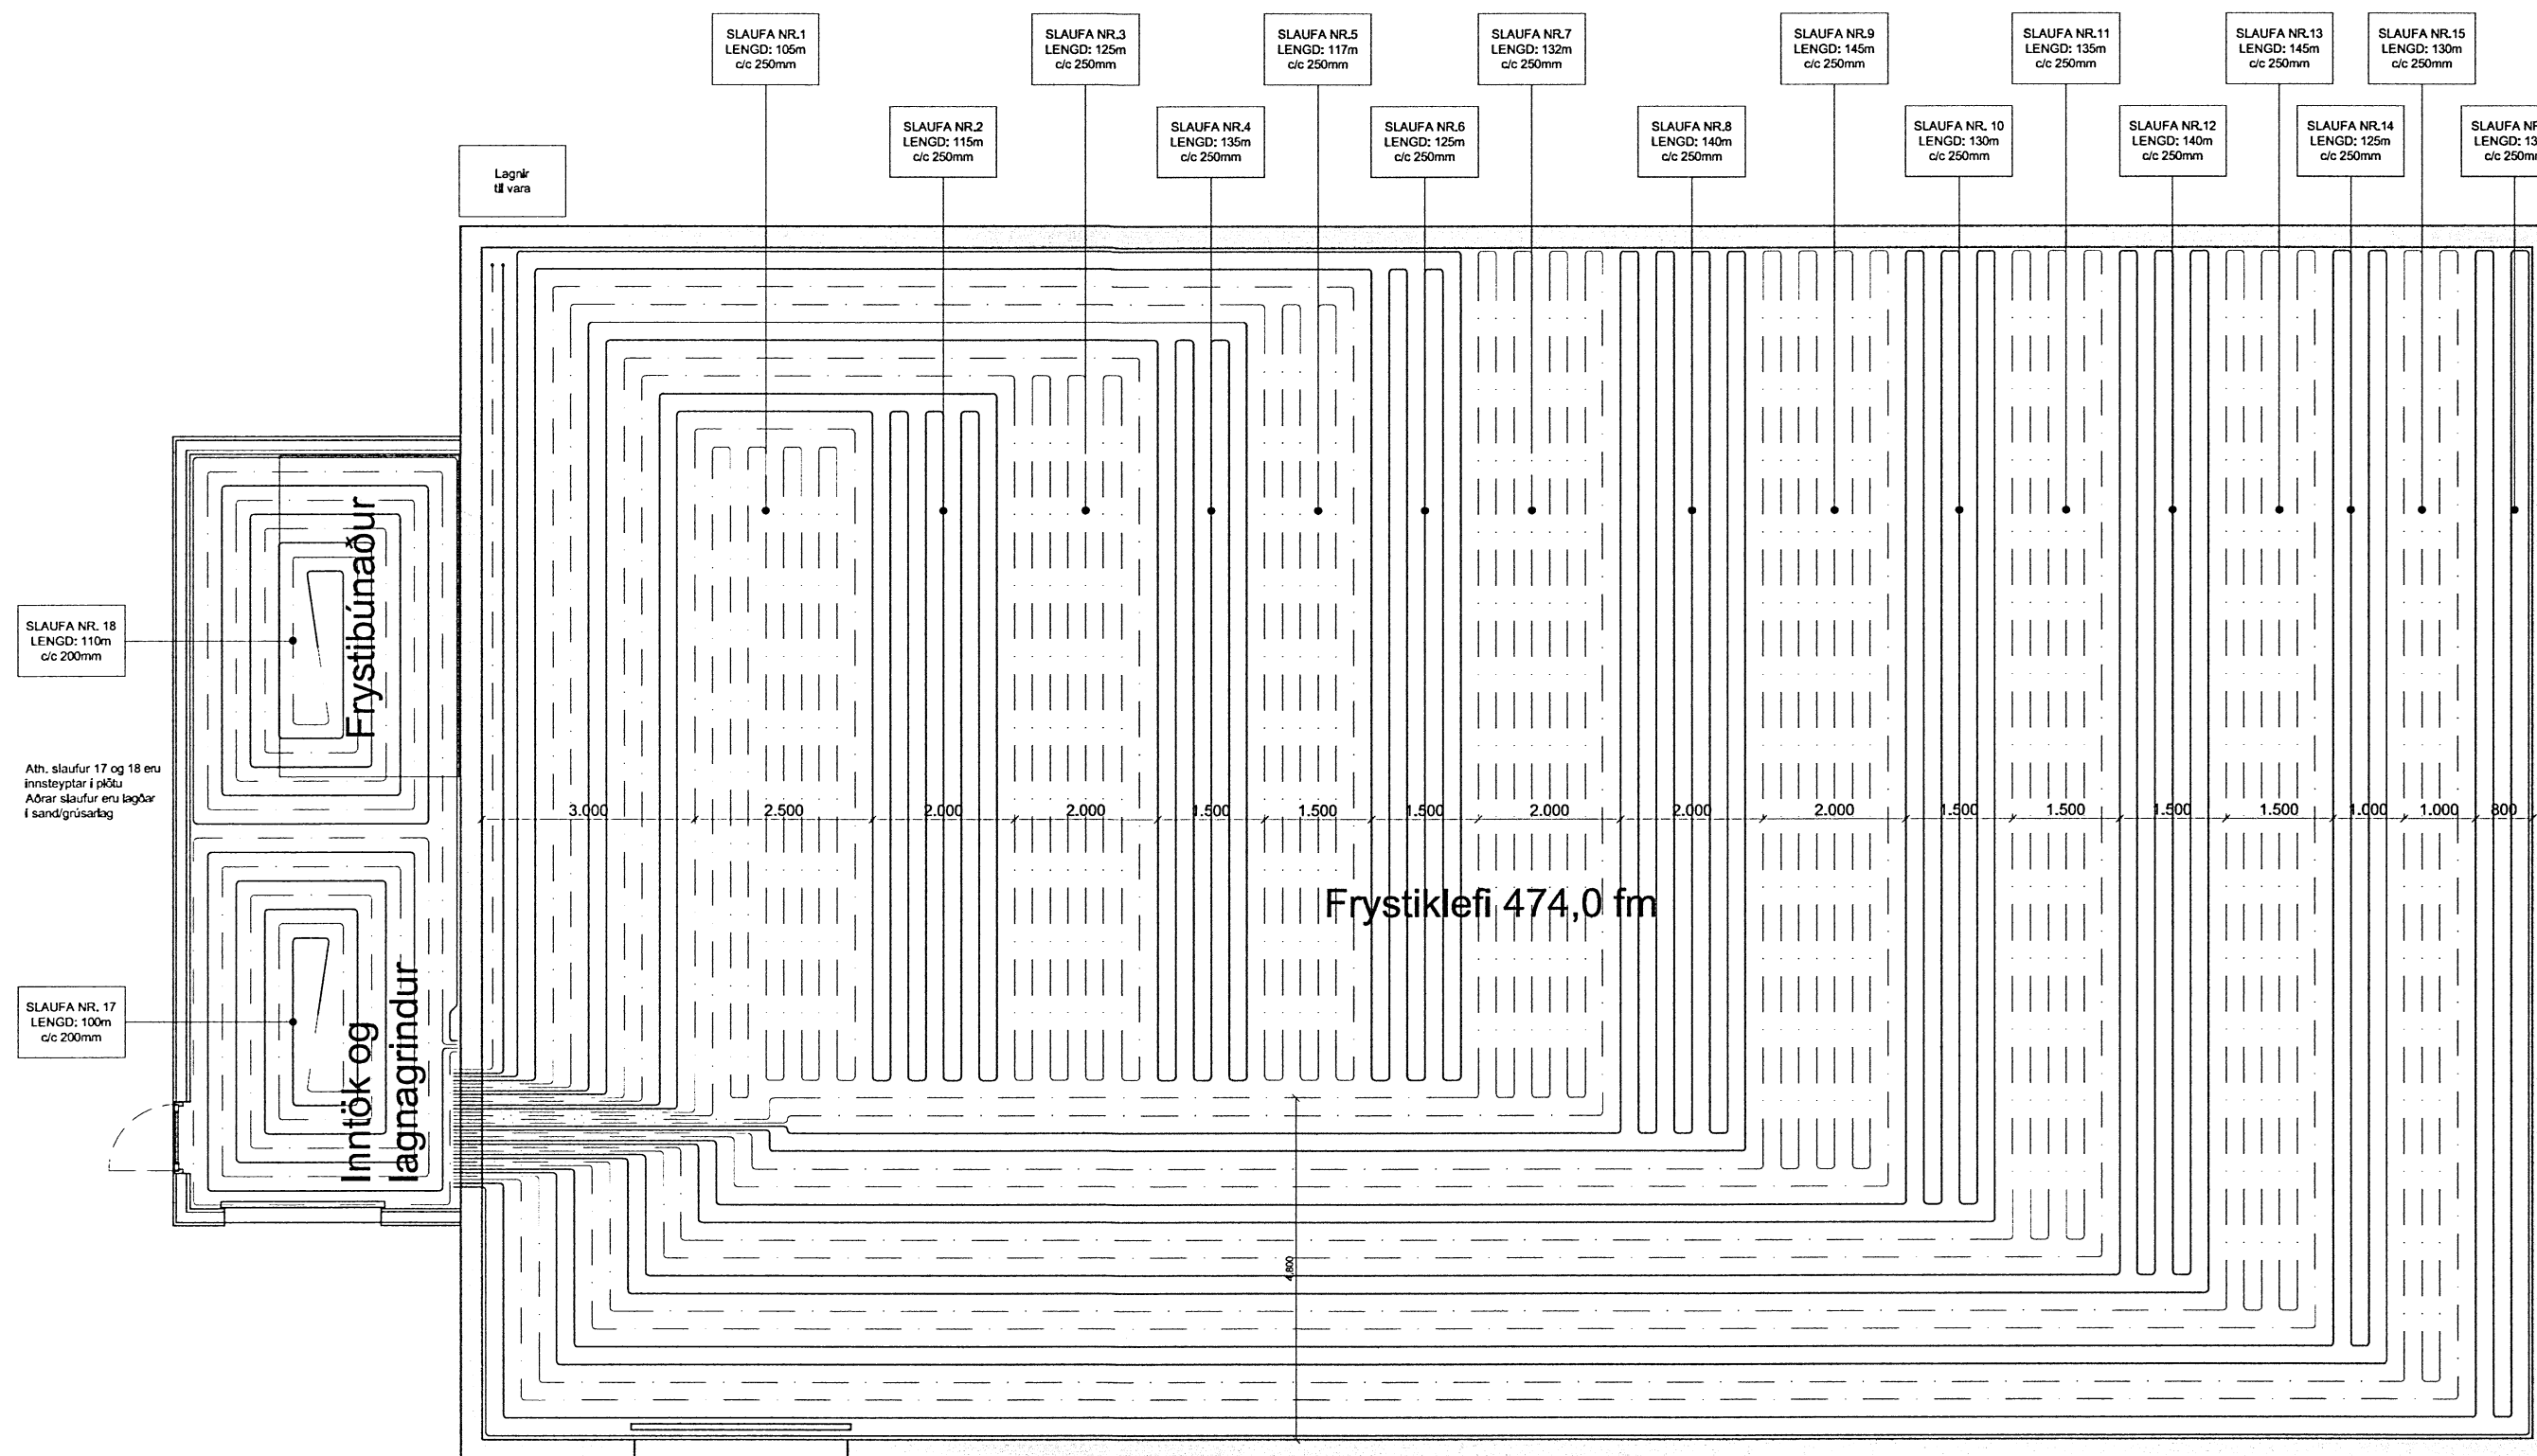 SLAUFA NR.1
LENGD: 105m
c/c 250mm
SLAUFA NR.3
LENGD: 125m
c/c 250mm
SLAUFA NR.5
LENGD: 117m
c/c 250mm
SLAUFA NR.7
LENGD: 132m
c/c 250mm
SLAUFA NR.9
LENGD: 145m
c/c 250mm
SLAUFA NR.11
LENGD: 135m
c/c 250mm
SLAUFA NR.13
LENGD: 145m
c/c 250mm
SLAUFA NR.15
LENGD: 130m
c/c 250mm
SLAUFA NR.2
LENGD: 115m
c/c 250mm
SLAUFA NR.4
LENGD: 135m
c/c 250mm
SLAUFA NR.6
LENGD: 125m
c/c 250mm
SLAUFA NR.8
LENGD: 140m
c/c 250mm
SLAUFA NR. 10
LENGD: 130m
c/c 250mm
SLAUFA NR.12
LENGD: 140m
c/c 250mm
SLAUFA NR.14
LENGD: 125m
c/c 250mm
SLAUFA
LENGD:
c/c
Lagnir
til vara
SLAUFA NR. 18
LENGD: 110m
c/c 200mm
Frystibúnaður
Ath. slaufur 17 og 18 eru
innsteyptar í plötu
Aðrar slaufur eru lagðar
í sand/grúsarlag
3.000 2.500 2.000 2.000 1.500 1.500 1.500 2.000 2.000 2.000 1.500 1.500 1.500 1.500 1.000 1.000 800
Frystiklefi 474,0 fm
SLAUFA NR. 17
LENGD: 100m
c/c 200mm
Inntök og
lagnagrindur
4.800